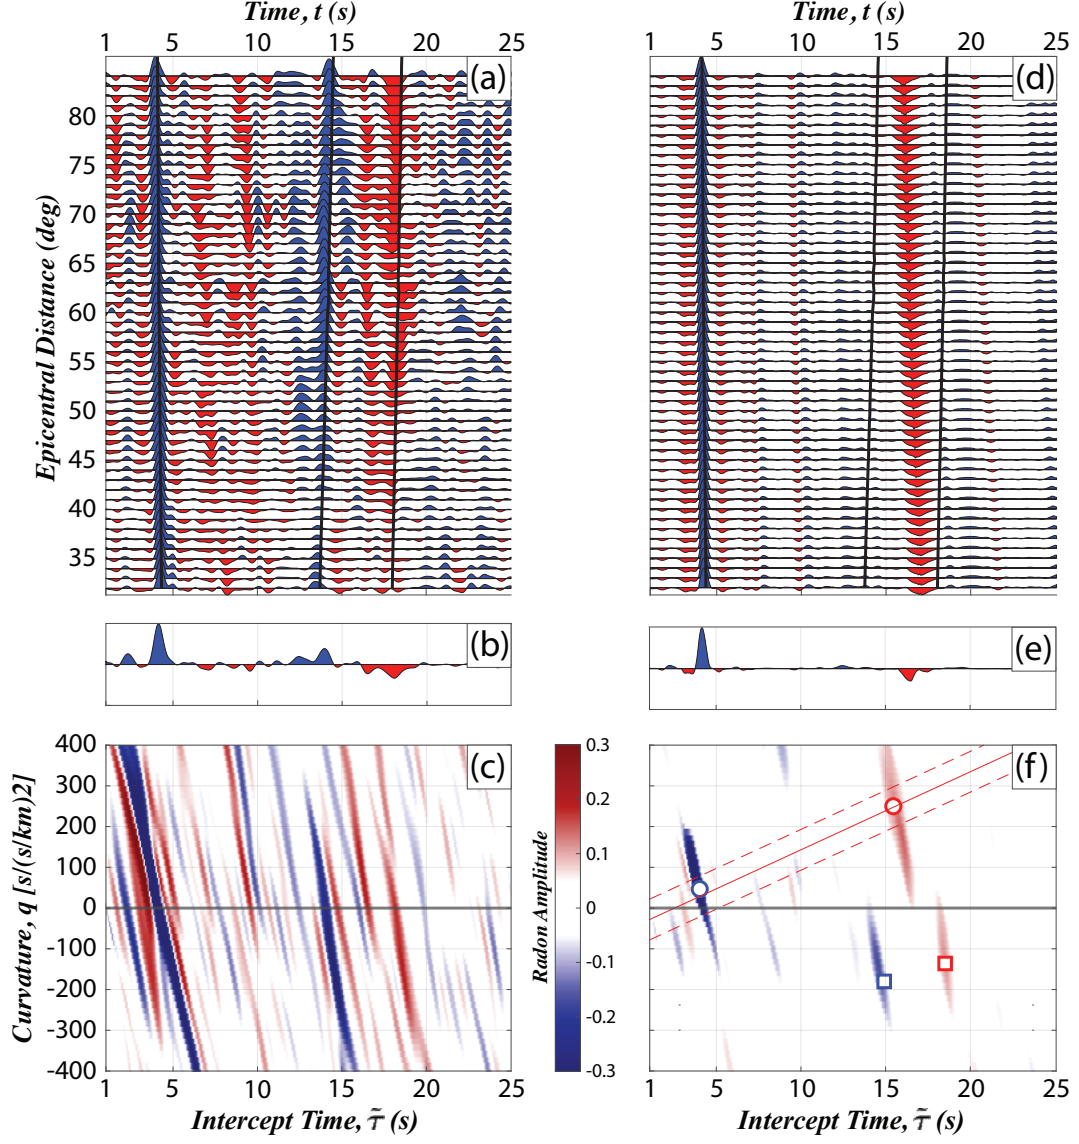 Time, t (s)
Time, t (s)
1 5 10 15 20 25
1 5 10 15 20 25
(a)
(d)
Epicentral Distance (deg)
80
75
70
65
60
55
50
45
40
35
(b)
(e)
Curvature, q [s/(s/km)2]
400
300
200
100
0
-100
-200
-300
-400
(c)
Radon Amplitude
0.3
0.2
0.1
0
-0.1
-0.2
-0.3
(f)
1 5 10 15 20 25
1 5 10 15 20 25
Intercept Time, τ̃ (s)
Intercept Time, τ̃ (s)